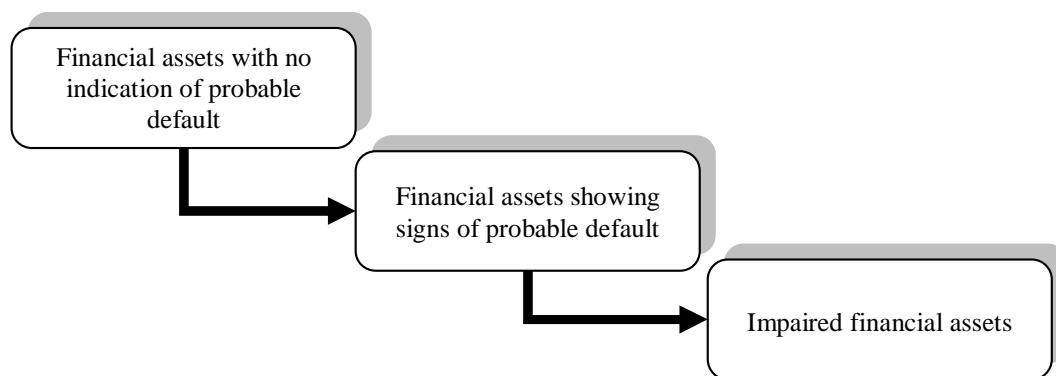 Financial assets with no
indication of probable
default
Financial assets showing
signs of probable default
Impaired financial assets